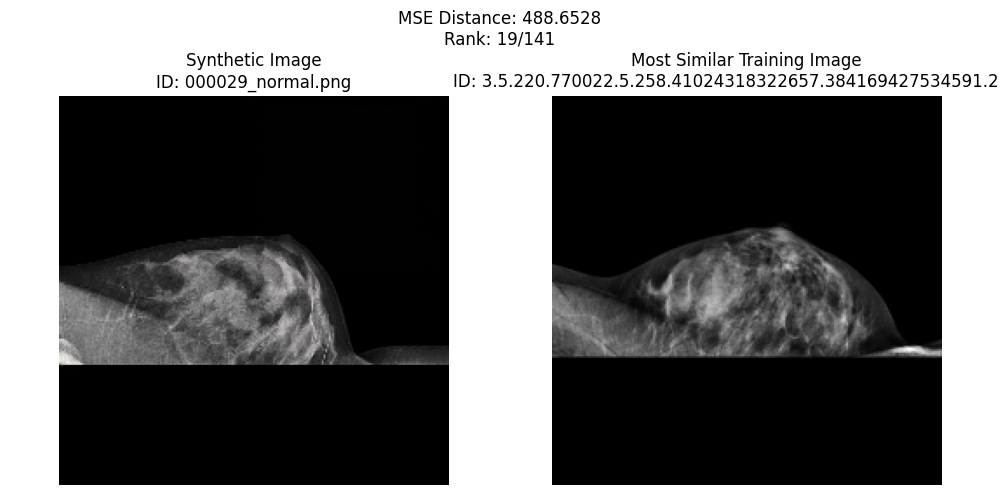 MSE Distance: 488.6528
Rank: 19/141
Synthetic Image
ID: 000029_normal.png
Most Similar Training Image
ID: 3.5.220.770022.5.258.41024318322657.384169427534591.2